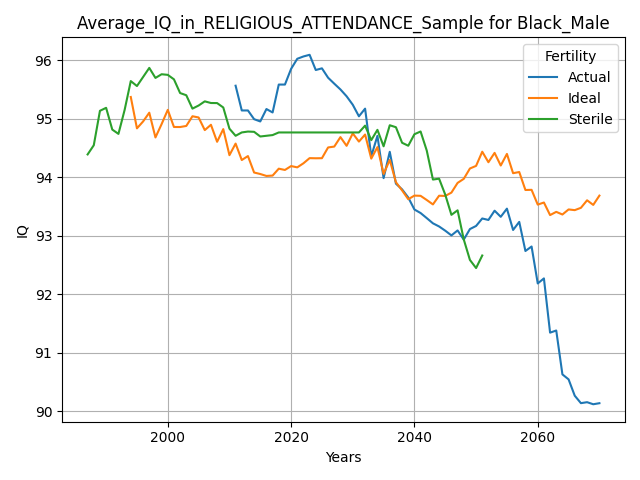 Average_IQ_in_RELIGIOUS_ATTENDANCE_Sample for Black_Male
Fertility
Actual
Ideal
Sterile
IQ
96
95
94
93
92
91
90
2000 2020 2040 2060
Years